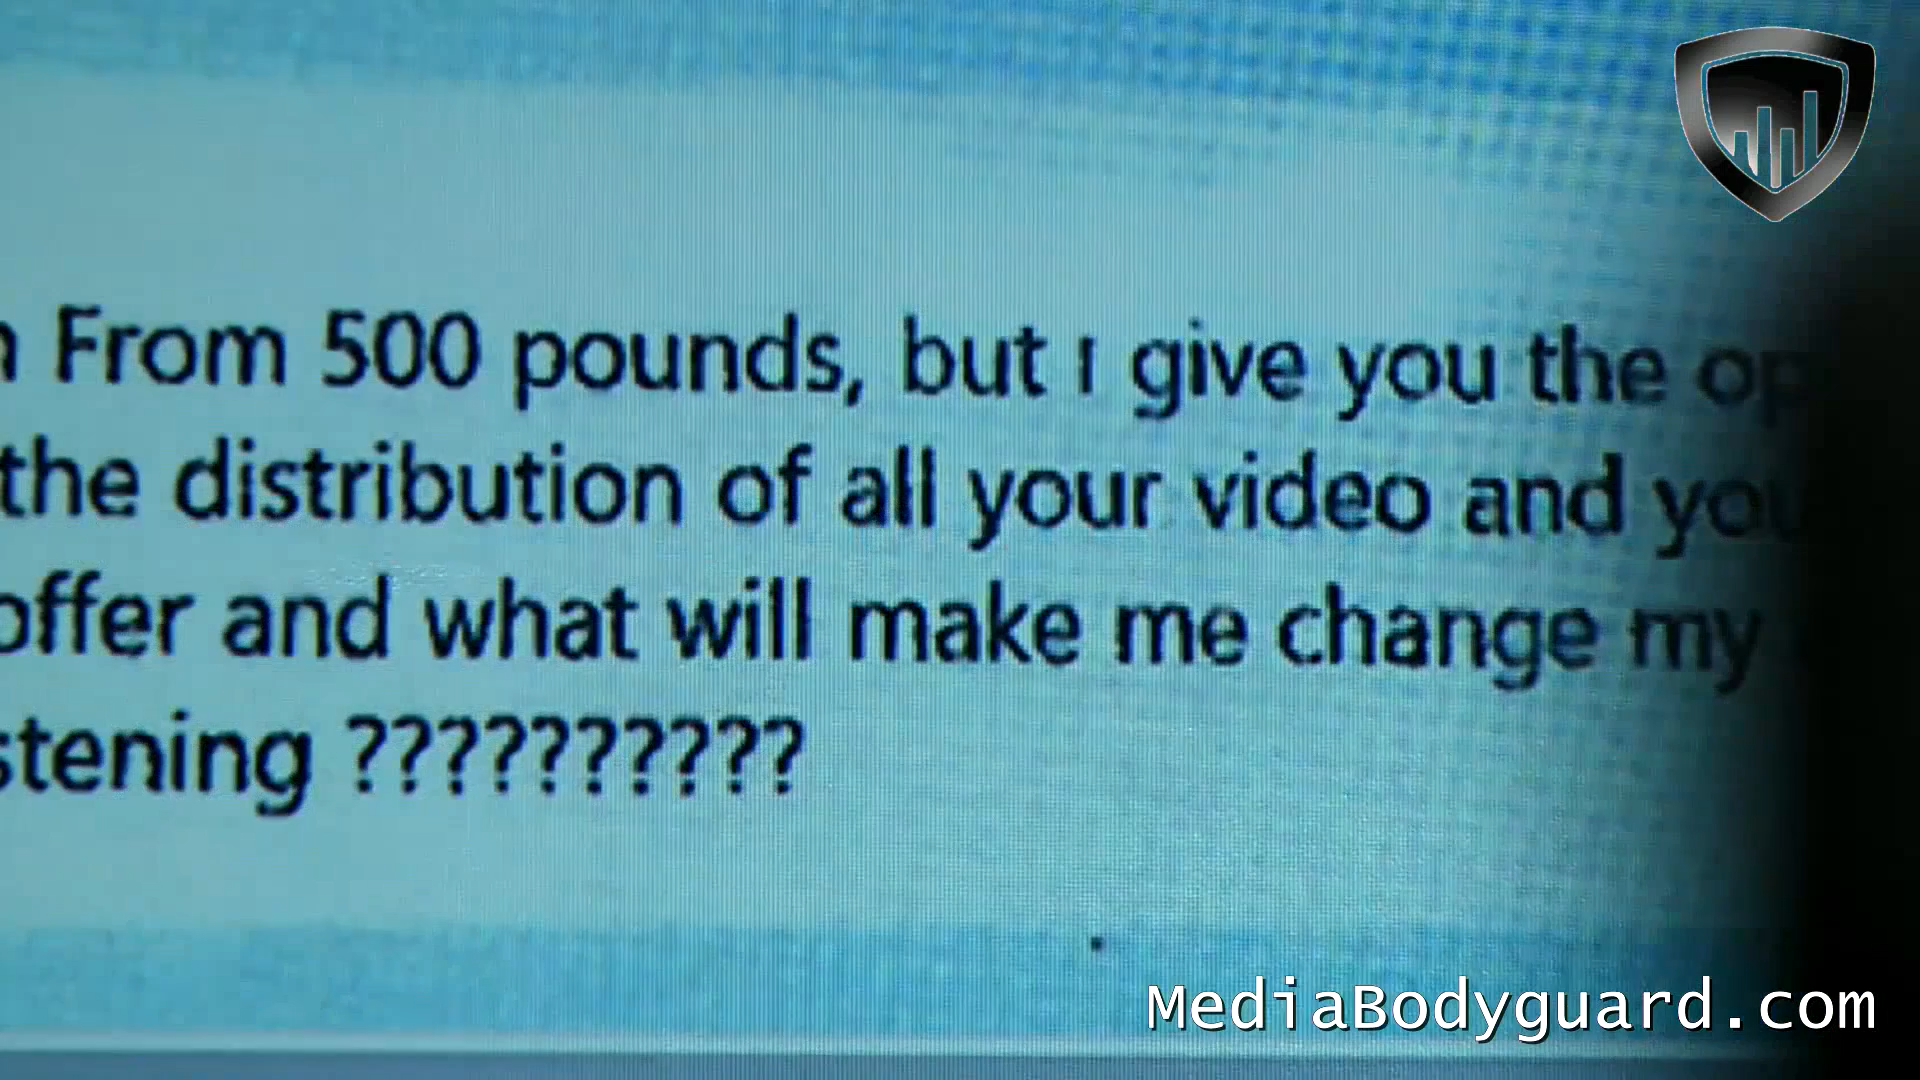 From 500 pounds, but i give you the
the distribution of all your video and
offer and what will make me change my
??????????
MediaBodyguard.com